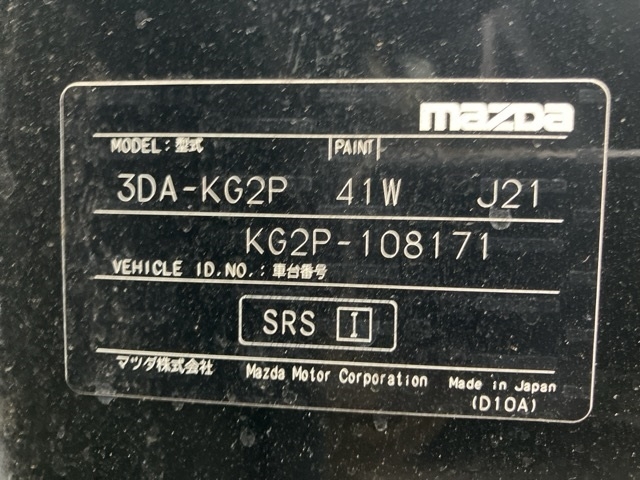 mazda
MODEL:型式 PAINT
3DA-KG2P 41W J21
KG2P-108171
VEHICLE ID.NO.:車台番号
SRS I
マツダ株式会社 Mazda Motor Corporation Made in Japan
(D10A)